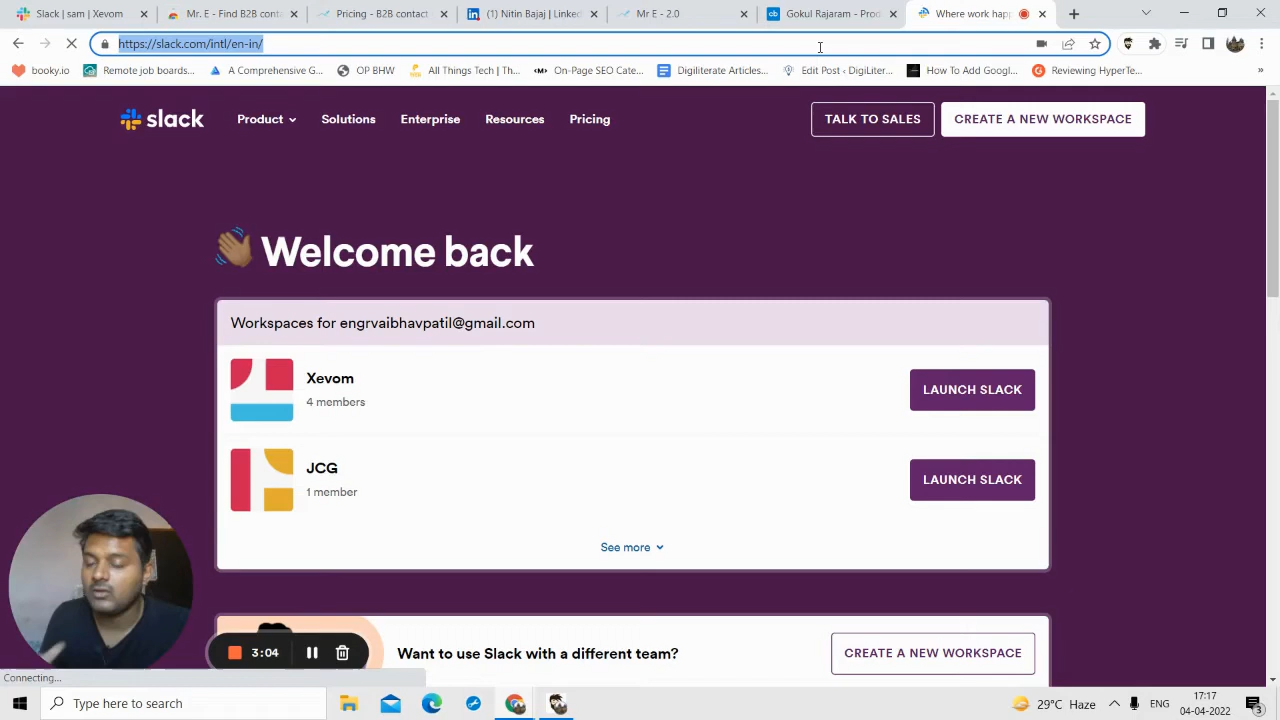 Slack | sam | Xevom
Mr. E - Find B2B conta
Pricing - B2B contact
(1) Nitin Bajaj | Linke
Mr E - 2.0
Gokul Rajaram - Prod
Where work hap
https://slack.com/intl/en-in/
booky.io
Remote job boards...
A Comprehensive G...
OP BHW
All Things Tech | Th...
On-Page SEO Cate...
Digiliterate Articles...
Edit Post ‹ DigiLiter...
How To Add Googl...
Reviewing HyperTe...
slack
Product
Solutions
Enterprise
Resources
Pricing
TALK TO SALES
CREATE A NEW WORKSPACE
Welcome back
Workspaces for engrvaibhavpatil@gmail.com
Xevom
4 members
LAUNCH SLACK
JCG
1 member
LAUNCH SLACK
See more
Want to use Slack with a different team?
CREATE A NEW WORKSPACE
3:04
Connecting...
Type here to search
29°C Haze
ENG
17:17
04-04-2022
3